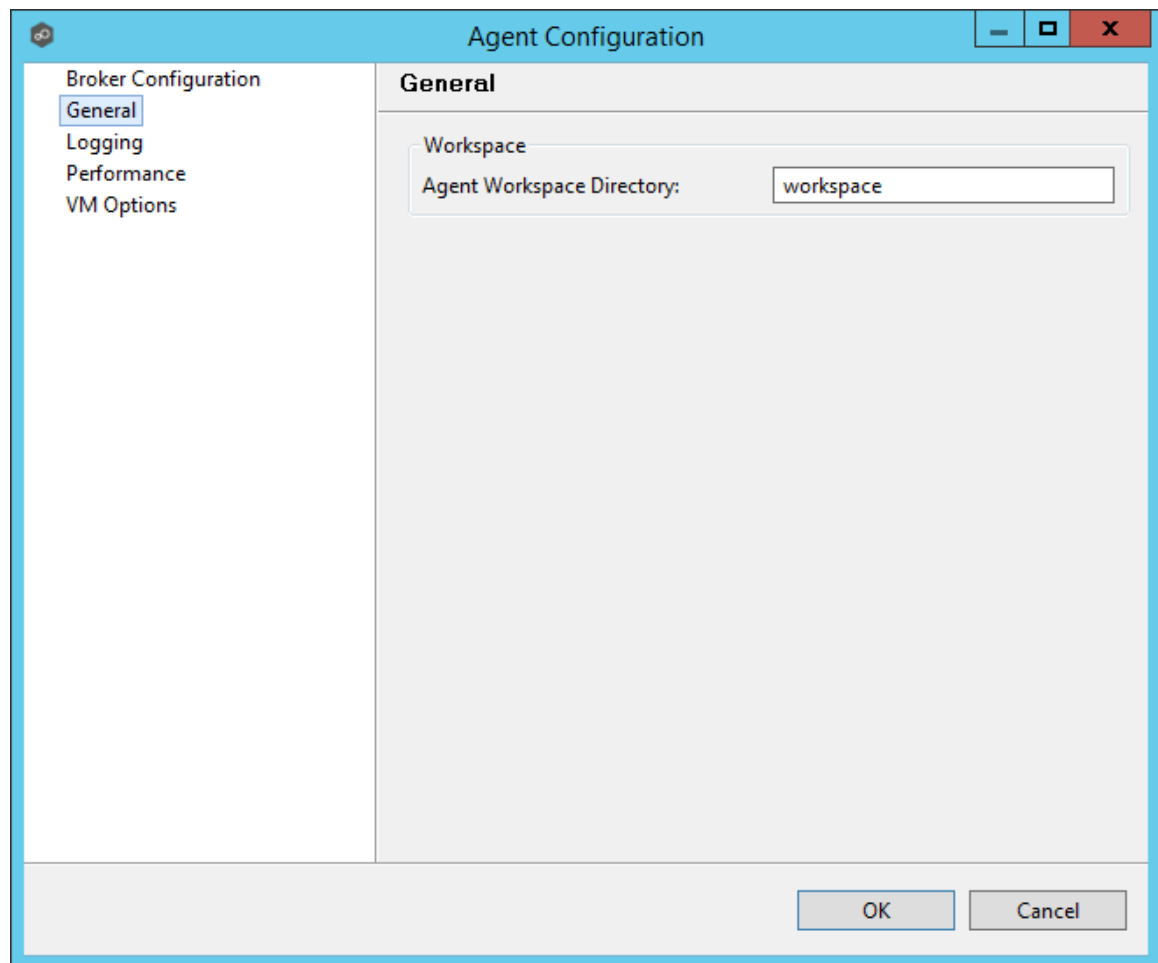 Agent Configuration
Broker Configuration
General
Logging
Performance
VM Options
General
Workspace
Agent Workspace Directory: workspace
OK Cancel